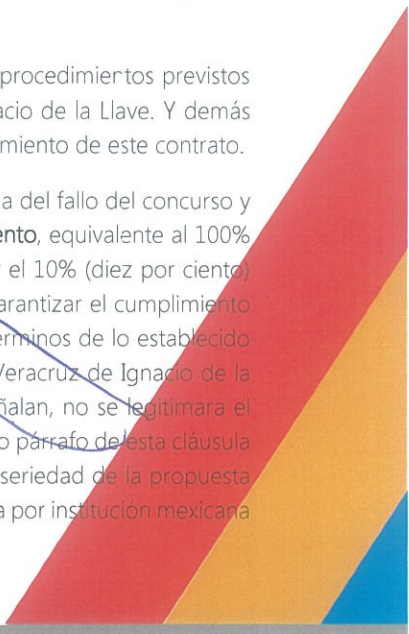 procedimientos previstos
acio de la Llave. Y demás
miento de este contrato.
a del fallo del concurso y
ento, equivalente al 100%
el 10% (diez por ciento)
arantizar el cumplimiento
érminos de lo establecido
Veracruz de Ignacio de la
ñalan, no se legitimara el
o párrafo de esta cláusula
seriedad de la propuesta
a por institución mexicana